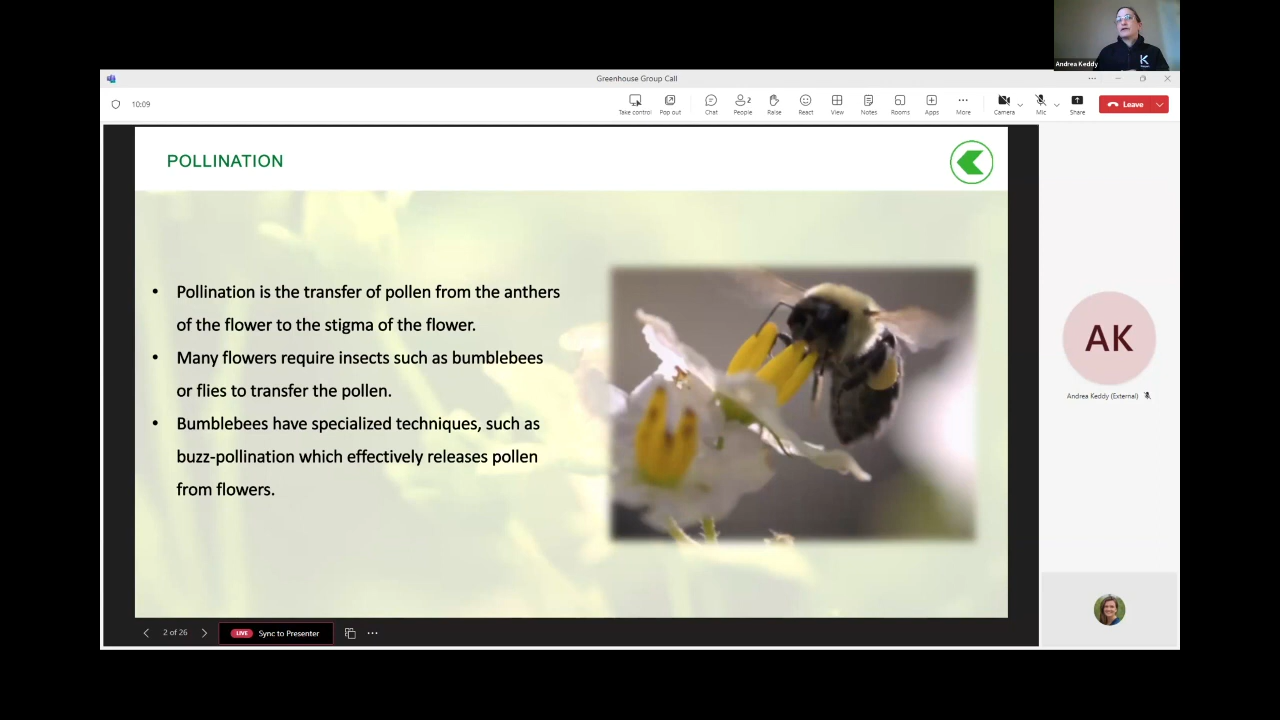 Andrea Keddy
K
Greenhouse Group Call
10:09
Take control
Pop out
Chat
People
2
Raise
React
View
Notes
Rooms
Apps
More
Camera
Mic
Share
Leave
POLLINATION
• Pollination is the transfer of pollen from the anthers
of the flower to the stigma of the flower.
• Many flowers require insects such as bumblebees
or flies to transfer the pollen.
• Bumblebees have specialized techniques, such as
buzz-pollination which effectively releases pollen
from flowers.
AK
Andrea Keddy (External)
2 of 26
LIVE Sync to Presenter